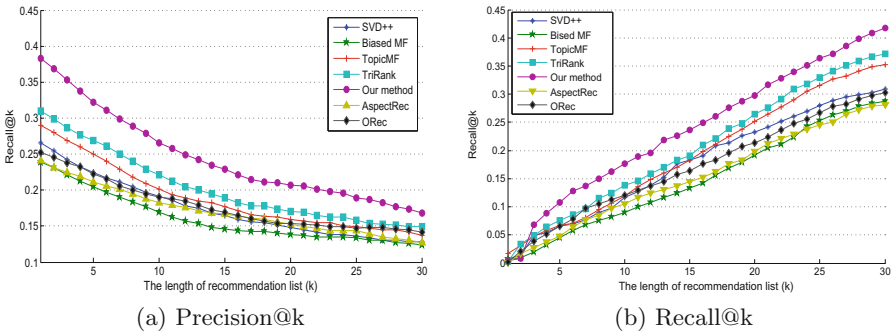 0.45
0.4
0.35
0.3
0.25
0.2
0.15
0.1
Recall@k
5
10
15
20
25
30
The length of recommendation list (k)
SVD++
Biased MF
TopicMF
TriRank
Our method
AspectRec
ORec
(a) Precision@k
0.45
0.4
0.35
0.3
0.25
0.2
0.15
0.1
0.05
0
Recall@k
5
10
15
20
25
30
The length of recommendation list (k)
SVD++
Bised MF
TopicMF
TriRank
Our method
AspectRec
ORec
(b) Recall@k